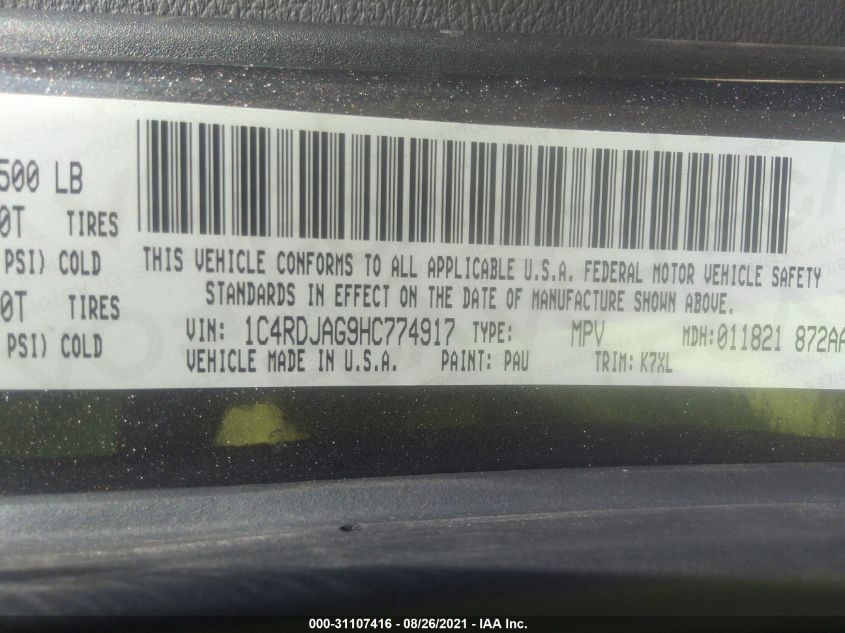 500 LB
0T TIRES
PSI) COLD
0T TIRES
PSI) COLD
THIS VEHICLE CONFORMS TO ALL APPLICABLE U.S.A. FEDERAL MOTOR VEHICLE SAFETY
STANDARDS IN EFFECT ON THE DATE OF MANUFACTURE SHOWN ABOVE.
VIN: 1C4RDJAG9HC774917 TYPE: MPV MDH:011821 872AA
VEHICLE MADE IN U.S.A. PAINT: PAU TRIM: K7XL
000-31107416 - 08/26/2021 - IAA Inc.